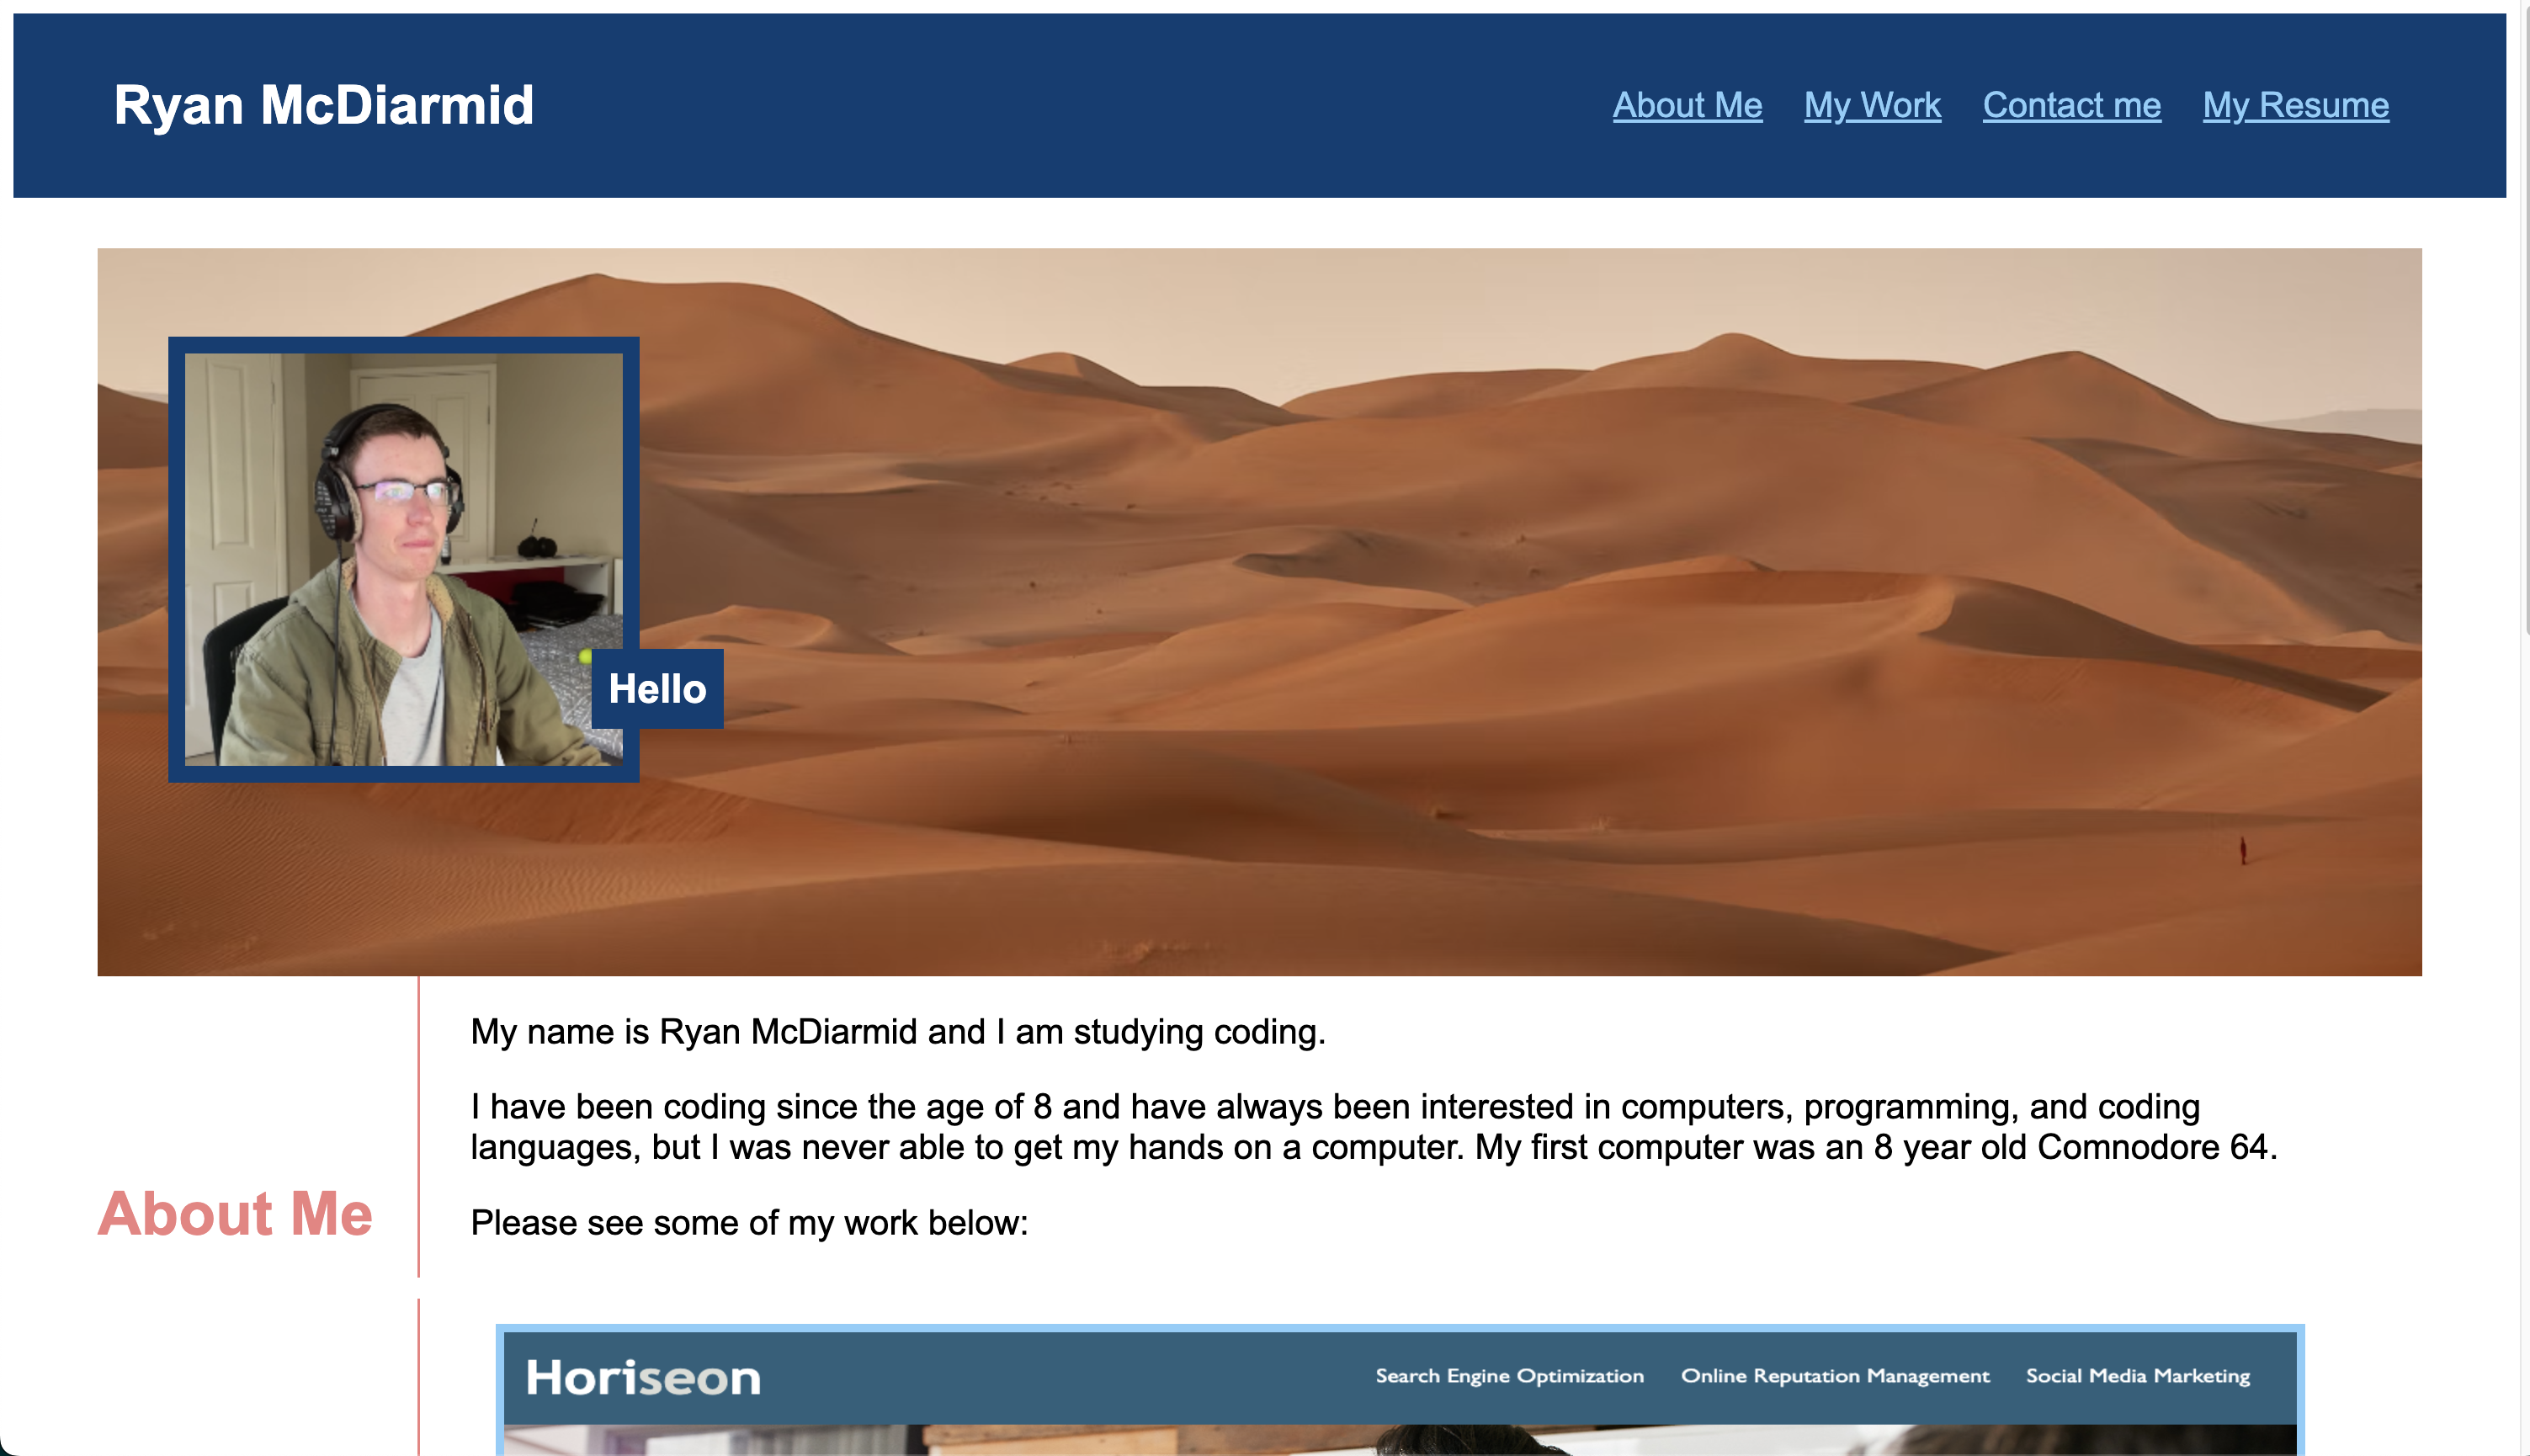 Ryan McDiarmid
About Me My Work Contact me My Resume
Hello
My name is Ryan McDiarmid and I am studying coding.
I have been coding since the age of 8 and have always been interested in computers, programming, and coding
languages, but I was never able to get my hands on a computer. My first computer was an 8 year old Comnodore 64.
About Me
Please see some of my work below:
Horiseon
Search Engine Optimization Online Reputation Management Social Media Marketing